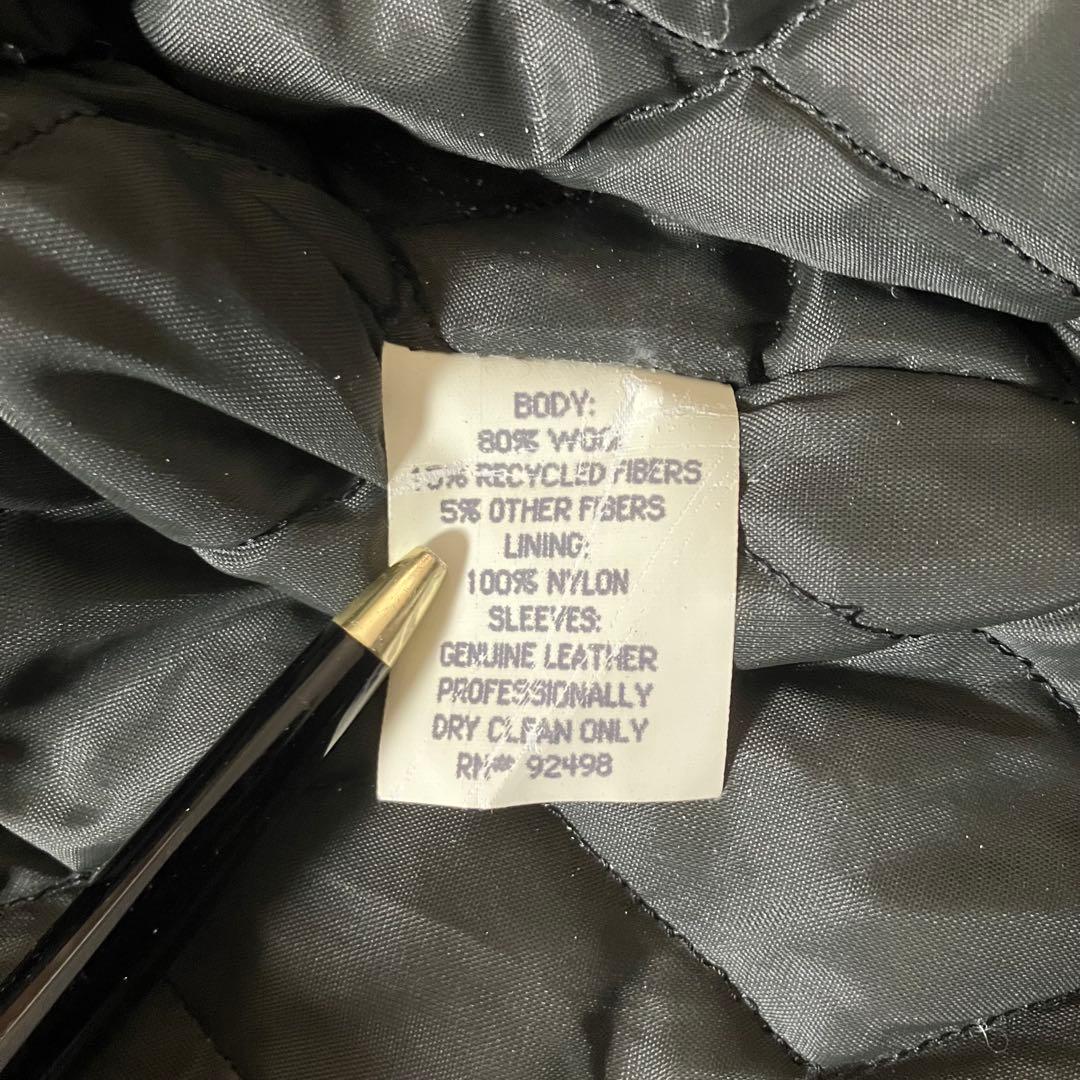 BODY:
80% WOOL
15% RECYCLED FIBERS
5% OTHER FIBERS
LINING:
100% NYLON
SLEEVES:
GENUINE LEATHER
PROFESSIONALLY
DRY CLEAN ONLY
RN# 92498